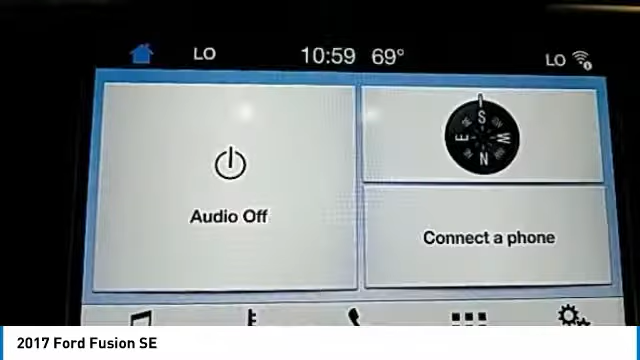 LO 10:59 69° LO
Audio Off
S
E W
N
Connect a phone
2017 Ford Fusion SE